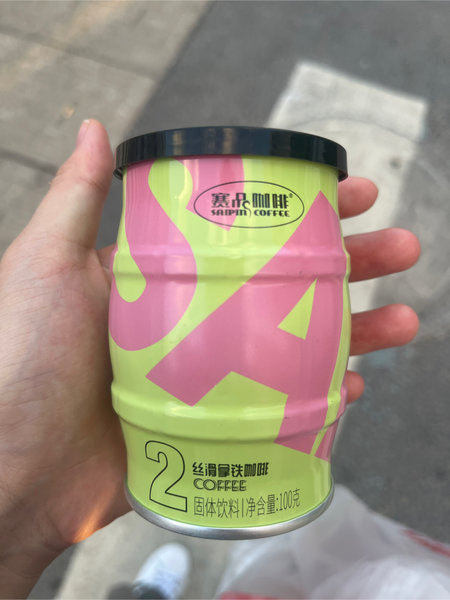 SA
赛品咖啡®
SAIPIN COFFEE
2
丝滑拿铁咖啡
COFFEE
固体饮料|净含量:100克